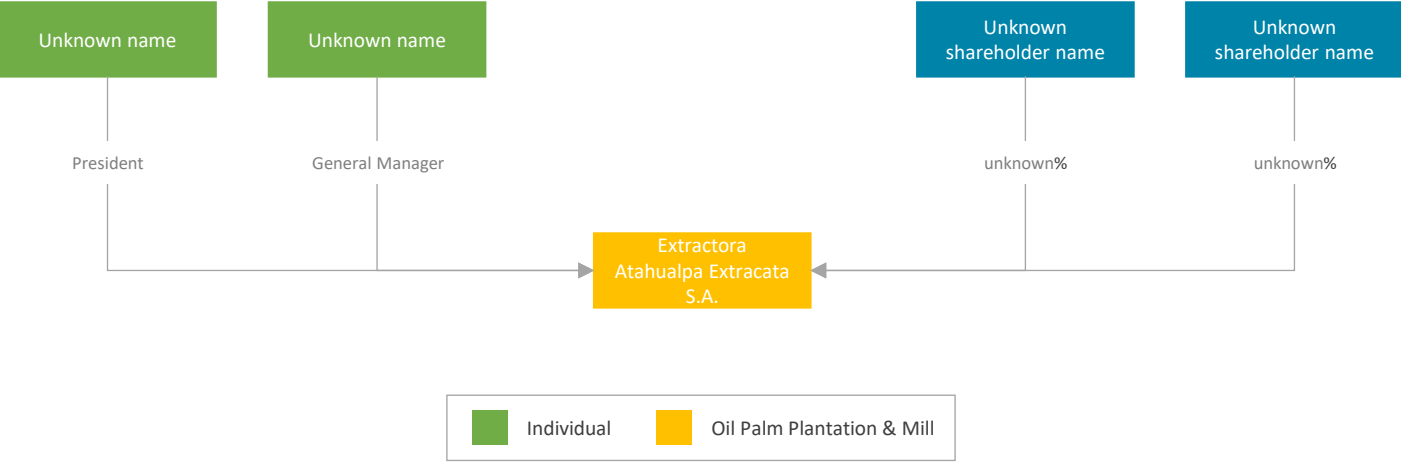 Unknown name
Unknown name
Unknown
shareholder name
Unknown
shareholder name
President
General Manager
unknown%
unknown%
Extractora
Atahualpa Extracata
S.A.
Individual
Oil Palm Plantation & Mill